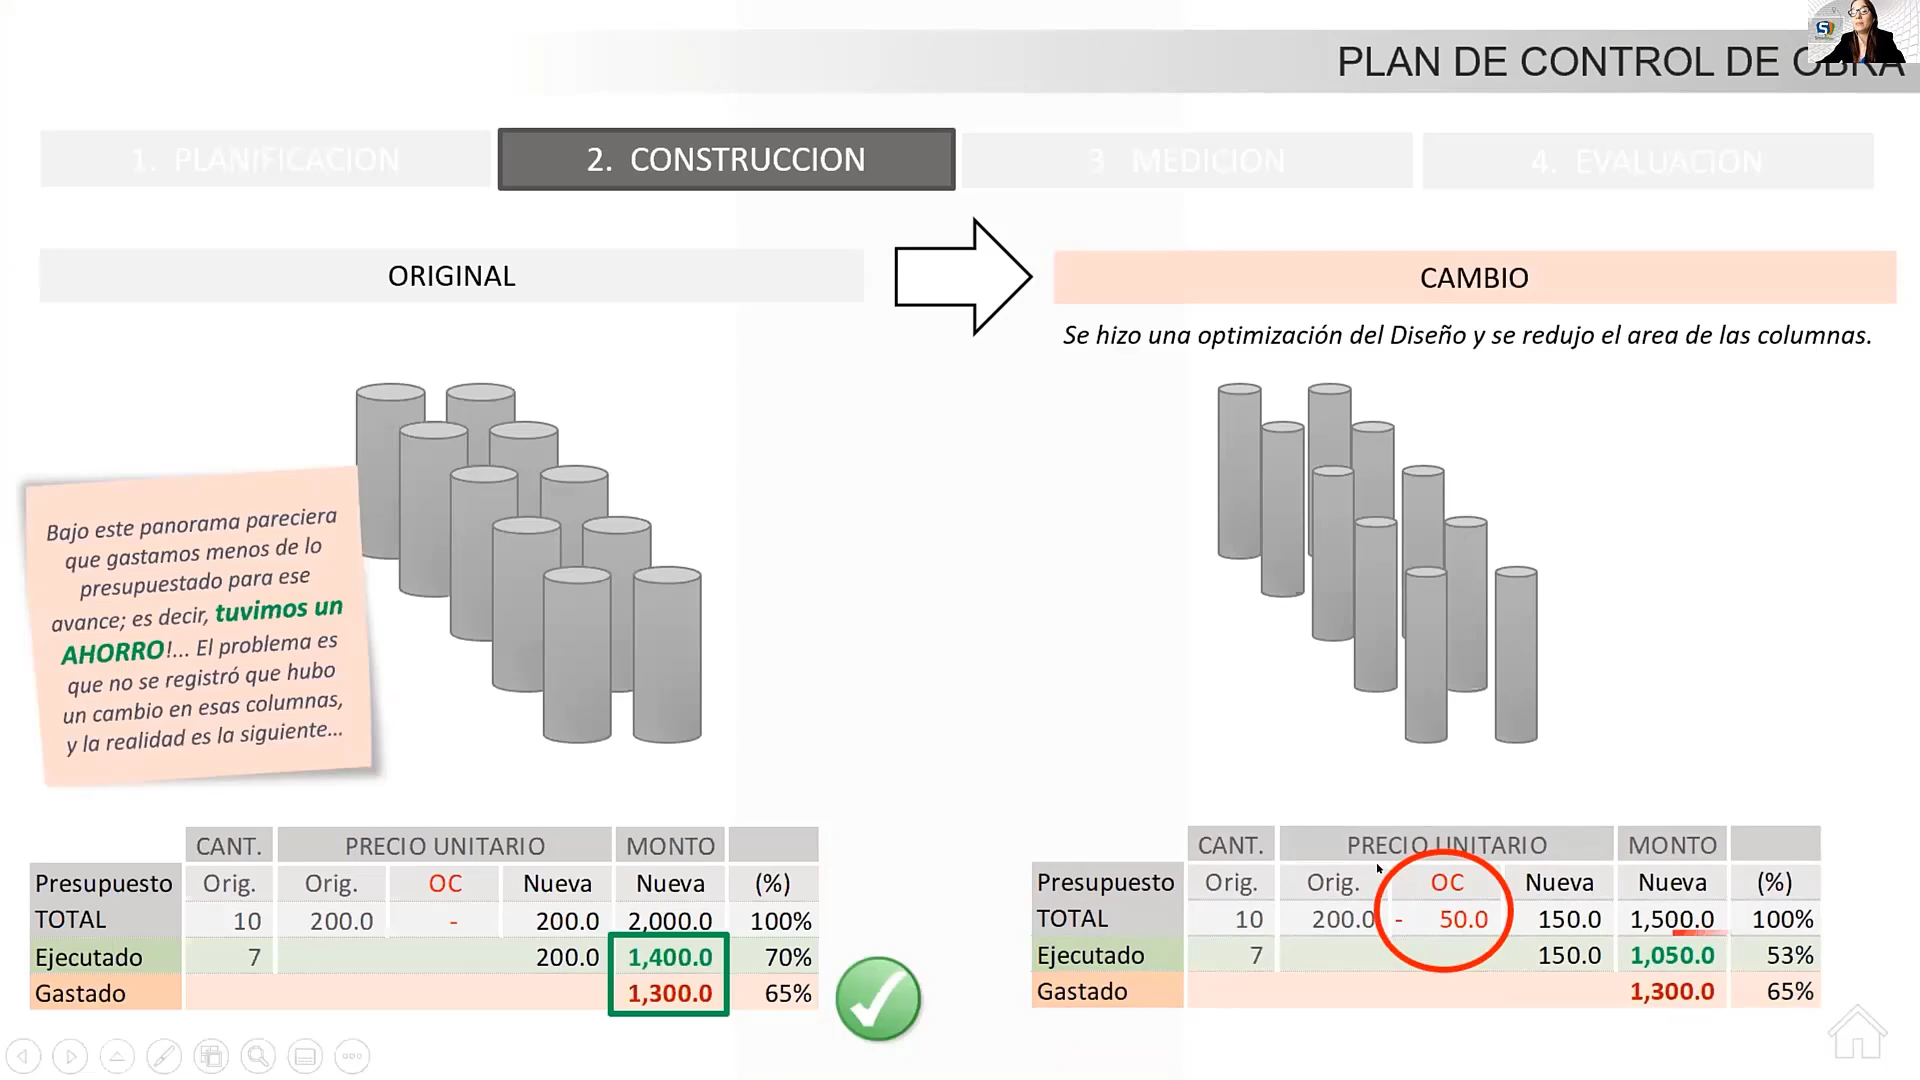 PLAN DE CONTROL DE OBRA
1. PLANIFICACION
2. CONSTRUCCION
3 MEDICION
4. EVALUACION
ORIGINAL
CAMBIO
Se hizo una optimización del Diseño y se redujo el area de las columnas.
Bajo este panorama pareciera
que gastamos menos de lo
presupuestado para ese
avance; es decir, tuvimos un
AHORRO!... El problema es
que no se registró que hubo
un cambio en esas columnas,
y la realidad es la siguiente...
CANT. PRECIO UNITARIO MONTO
Presupuesto Orig. Orig. OC Nueva Nueva (%)
TOTAL 10 200.0 - 200.0 2,000.0 100%
Ejecutado 7 200.0 1,400.0 70%
Gastado 1,300.0 65%
CANT. PRECIO UNITARIO MONTO
Presupuesto Orig. Orig. OC Nueva Nueva (%)
TOTAL 10 200.0 - 50.0 150.0 1,500.0 100%
Ejecutado 7 150.0 1,050.0 53%
Gastado 1,300.0 65%